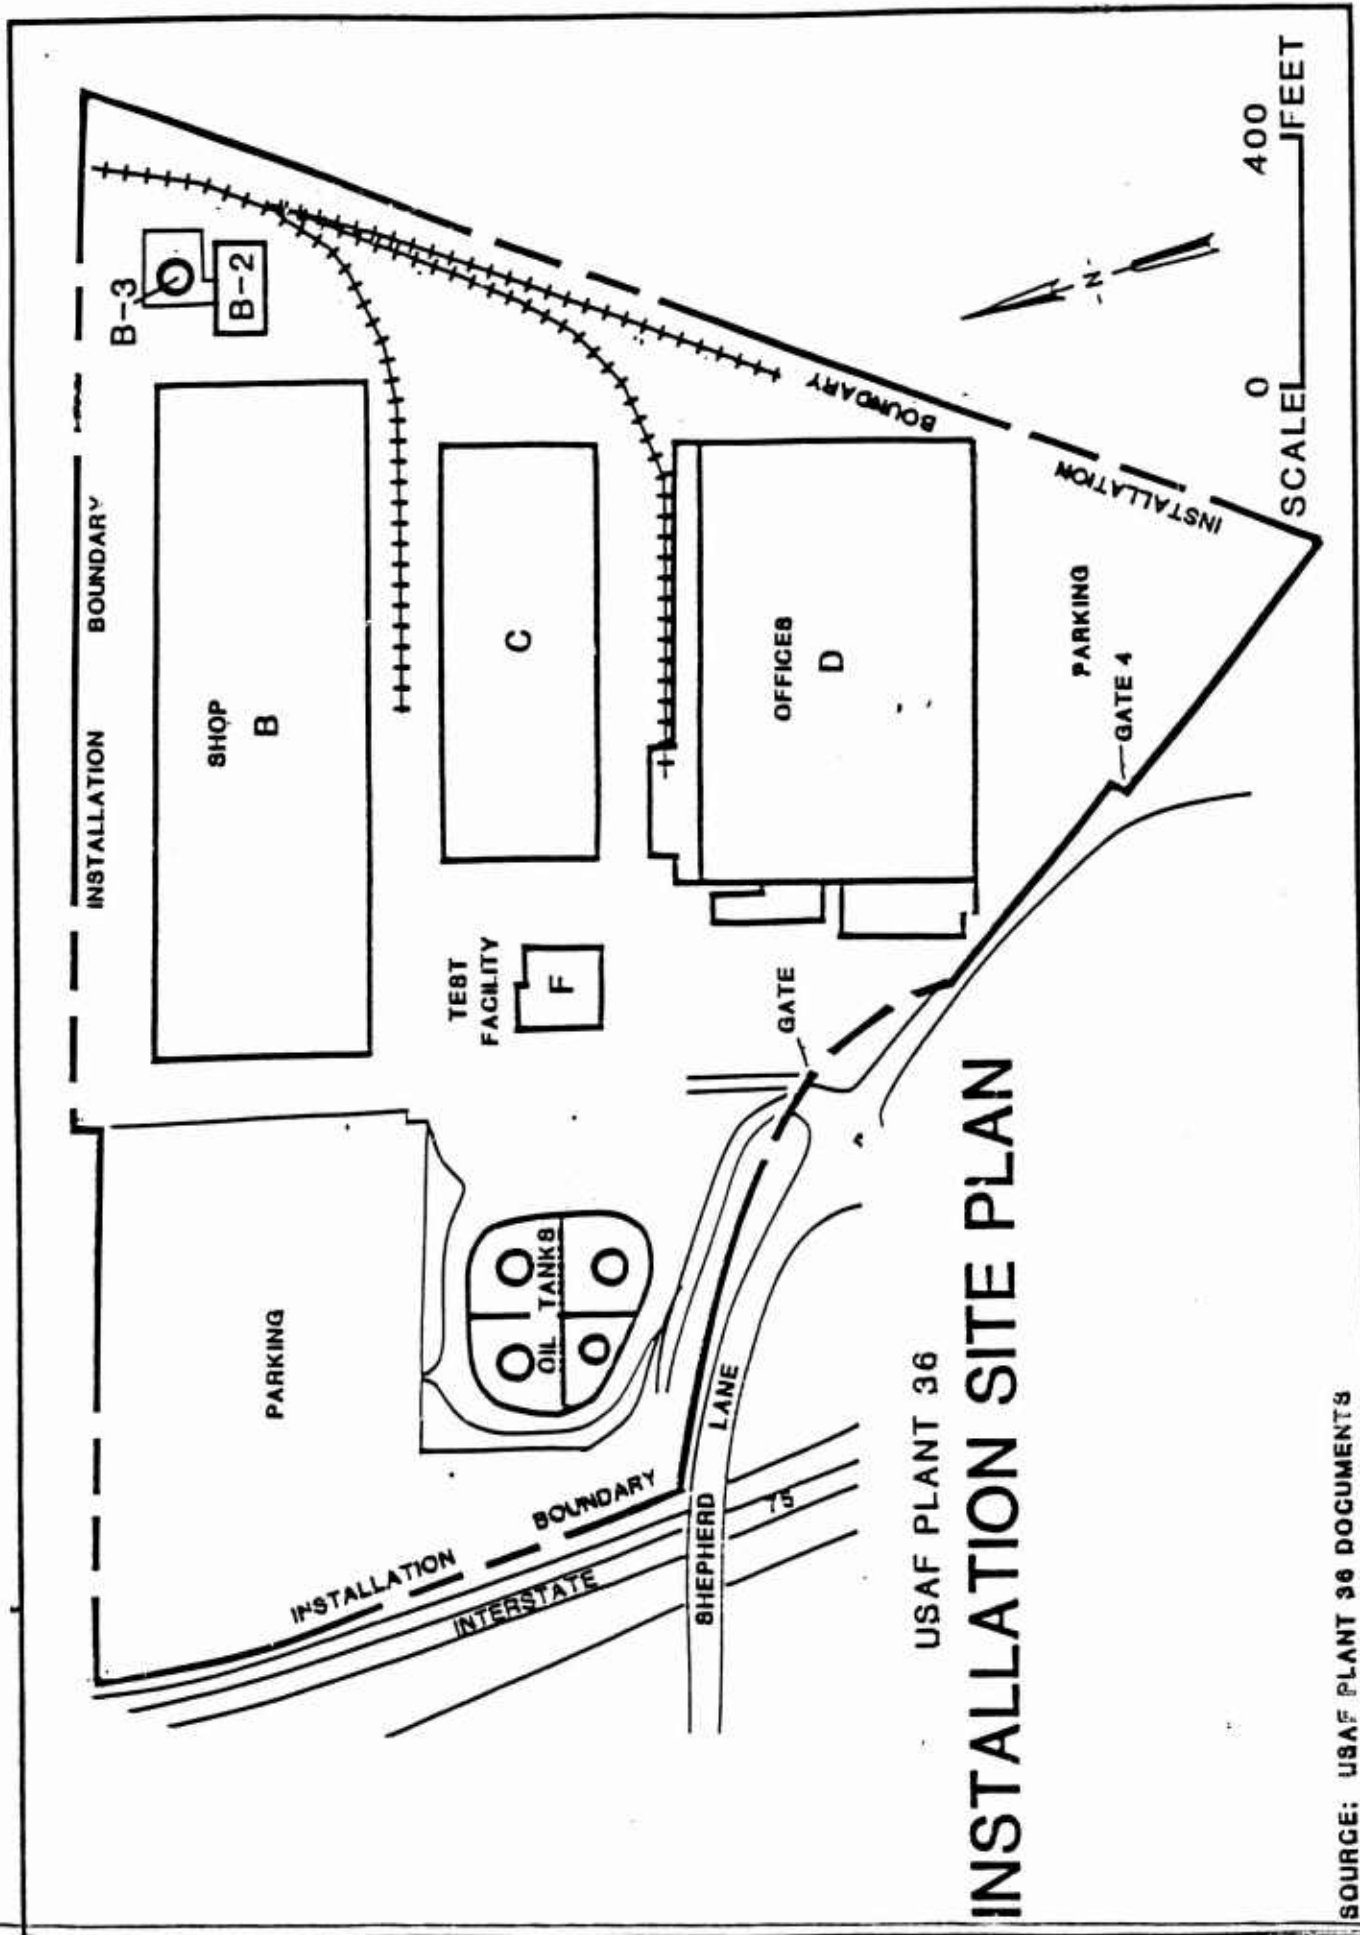 INSTALLATION BOUNDARY
B-3
B-2
SHOP
B
PARKING
C
TEST
FACILITY
F
OIL TANKS
OFFICES
D
INSTALLATION BOUNDARY
INSTALLATION BOUNDARY
INTERSTATE
75
SHEPHERD LANE
GATE
GATE 4
PARKING
N
USAF PLANT 36
INSTALLATION SITE PLAN
0 400
SCALE FEET
SOURCE: USAF PLANT 36 DOCUMENTS